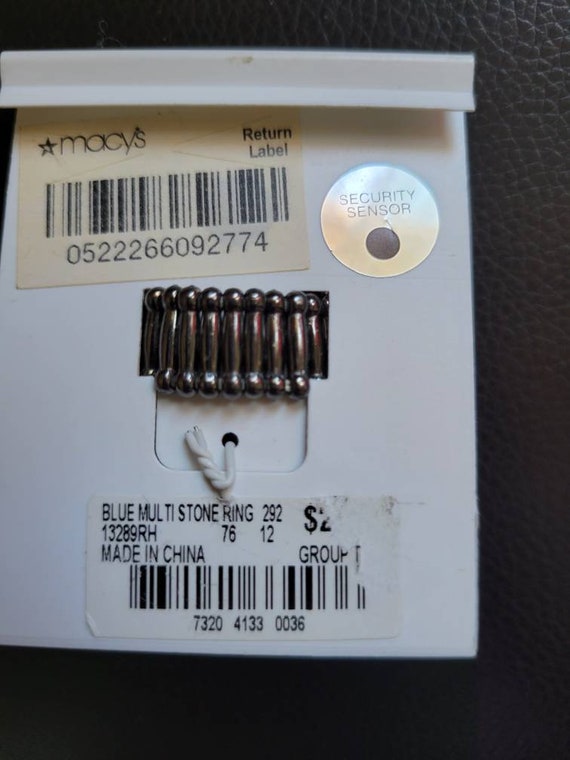 macy's
Return
Label
0522266092774
SECURITY
SENSOR
BLUE MULTI STONE RING 292
$2
13289RH 76 12
MADE IN CHINA GROUP
7320 4133 0036